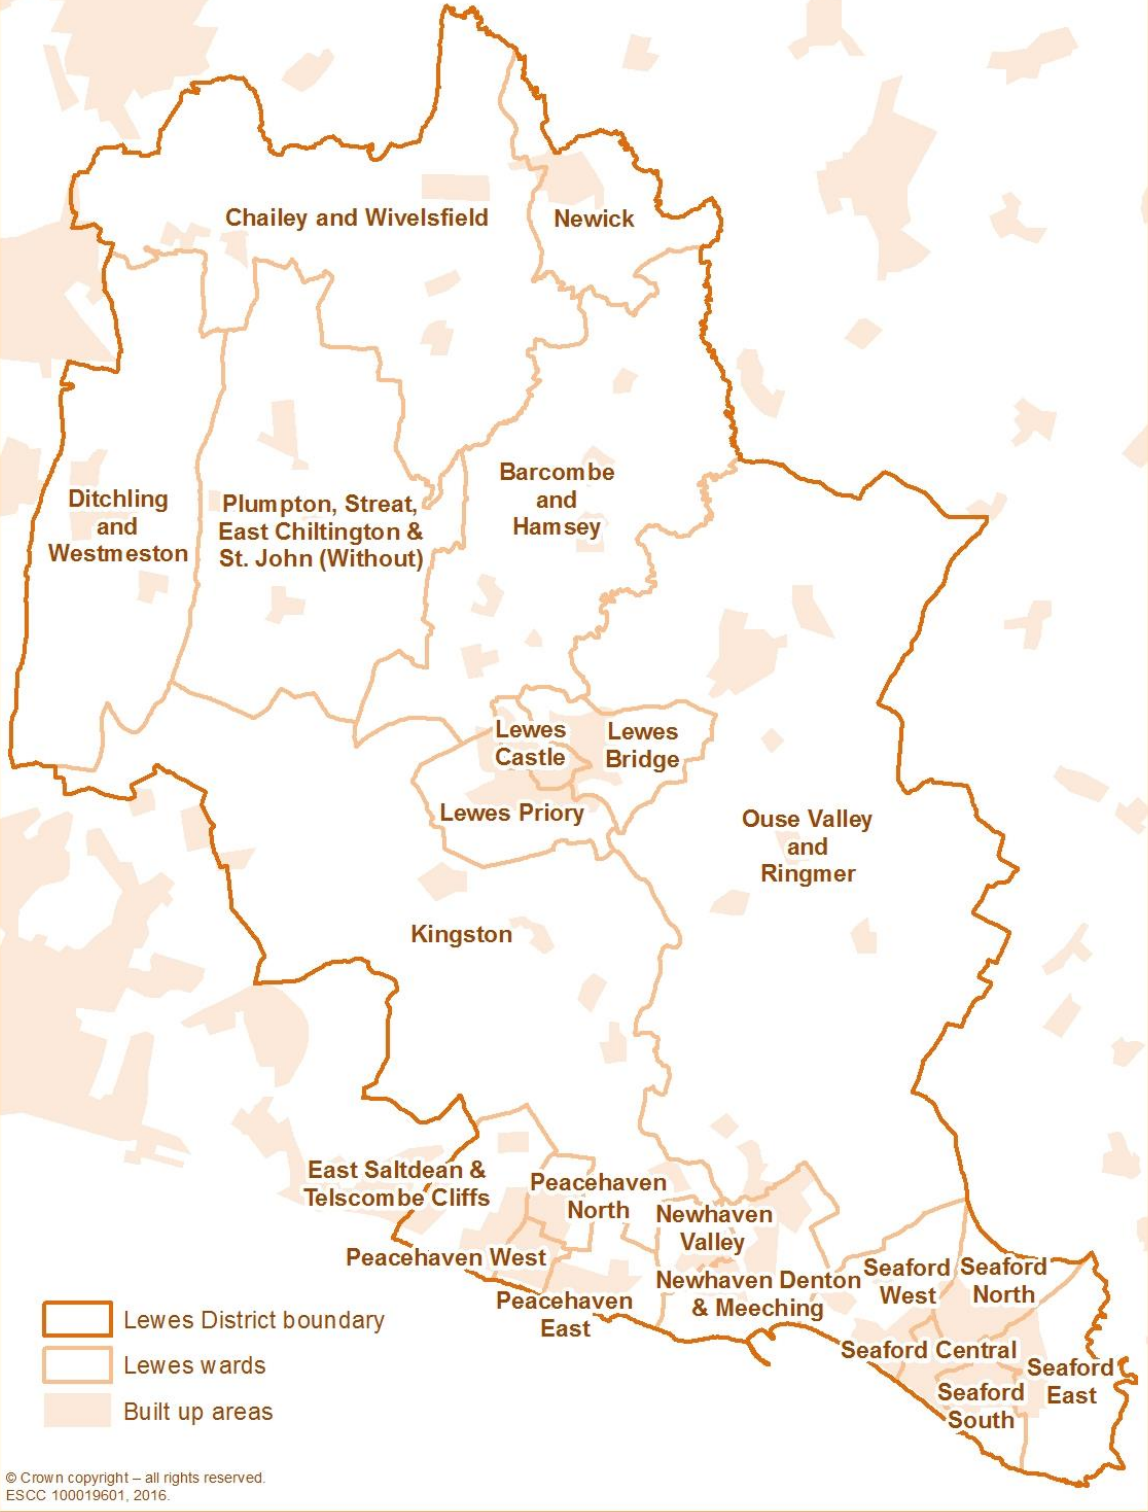 Chailey and Wivelsfield
Newick
Barcombe
and
Hamsey
Ditchling
and
Westmeston
Plumpton, Streat,
East Chiltington &
St. John (Without)
Lewes
Castle
Lewes
Bridge
Lewes Priory
Ouse Valley
and
Ringmer
Kingston
East Saltdean &
Telscombe Cliffs
Peacehaven
North
Newhaven
Valley
Peacehaven West
Newhaven Denton
& Meeching
Peacehaven
East
Seaford
West
Seaford
North
Seaford Central
Seaford
East
Seaford
South
Lewes District boundary
Lewes wards
Built up areas
© Crown copyright – all rights reserved.
ESCC 100019601, 2016.